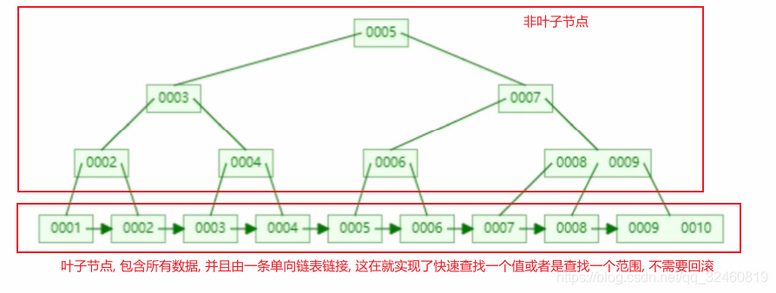 非叶子节点
0005
0003 0007
0002 0004 0006 0008 0009
0001 0002 0003 0004 0005 0006 0007 0008 0009 0010
叶子节点, 包含所有数据, 并且由一条单向链表链接, 这在就实现了快速查找一个值或者是查找一个范围, 不需要回滚
https://blog.csdn.net/qq_32460819